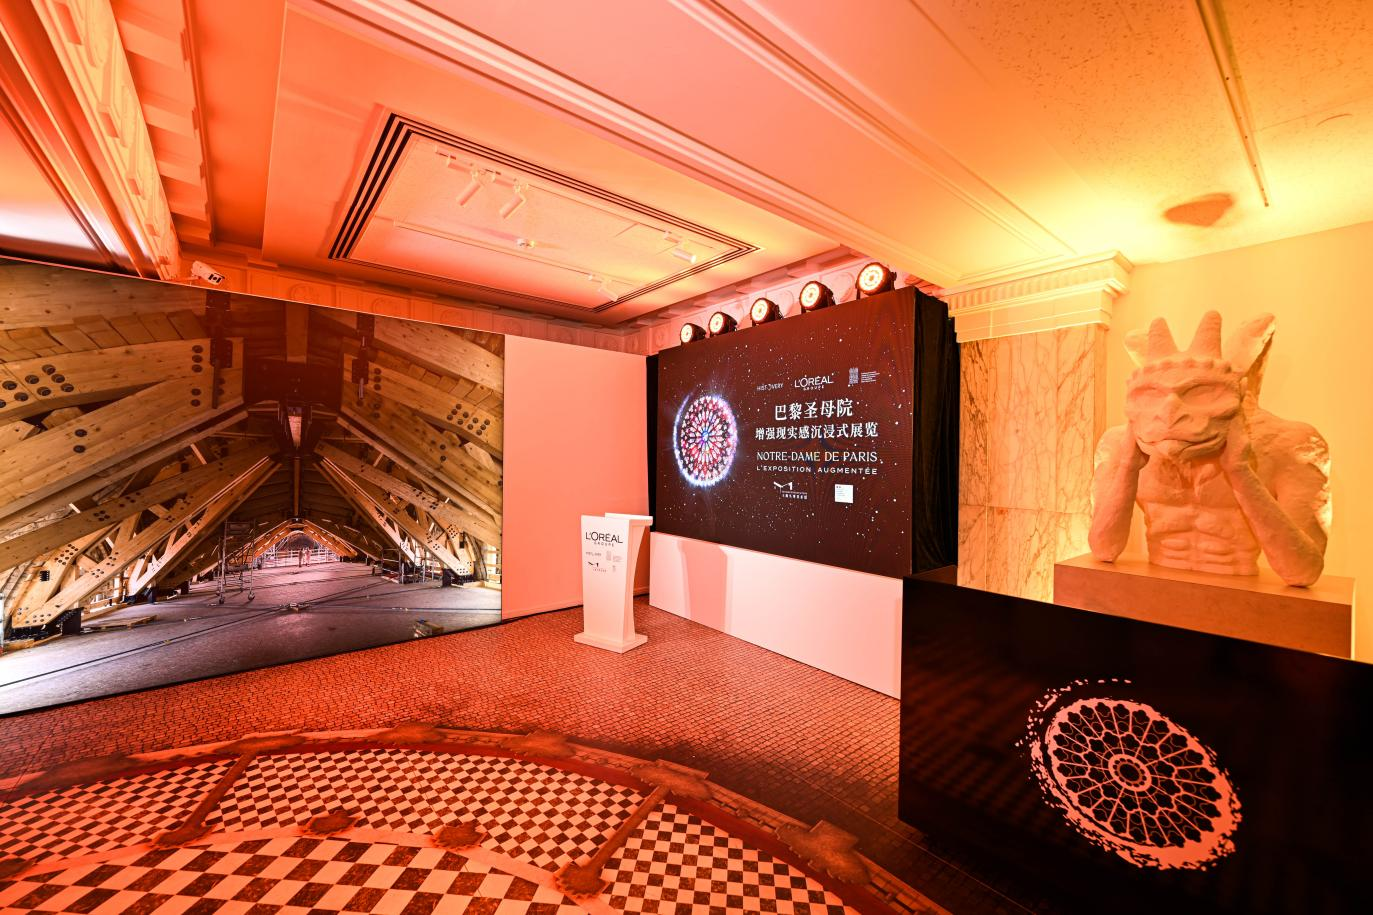 HISTOVERY
L'ORÉAL
GROUPE
巴黎圣母院
增强现实感沉浸式展览
NOTRE-DAME DE PARIS
L'EXPOSITION AUGMENTÉE
L'ORÉAL
GROUPE